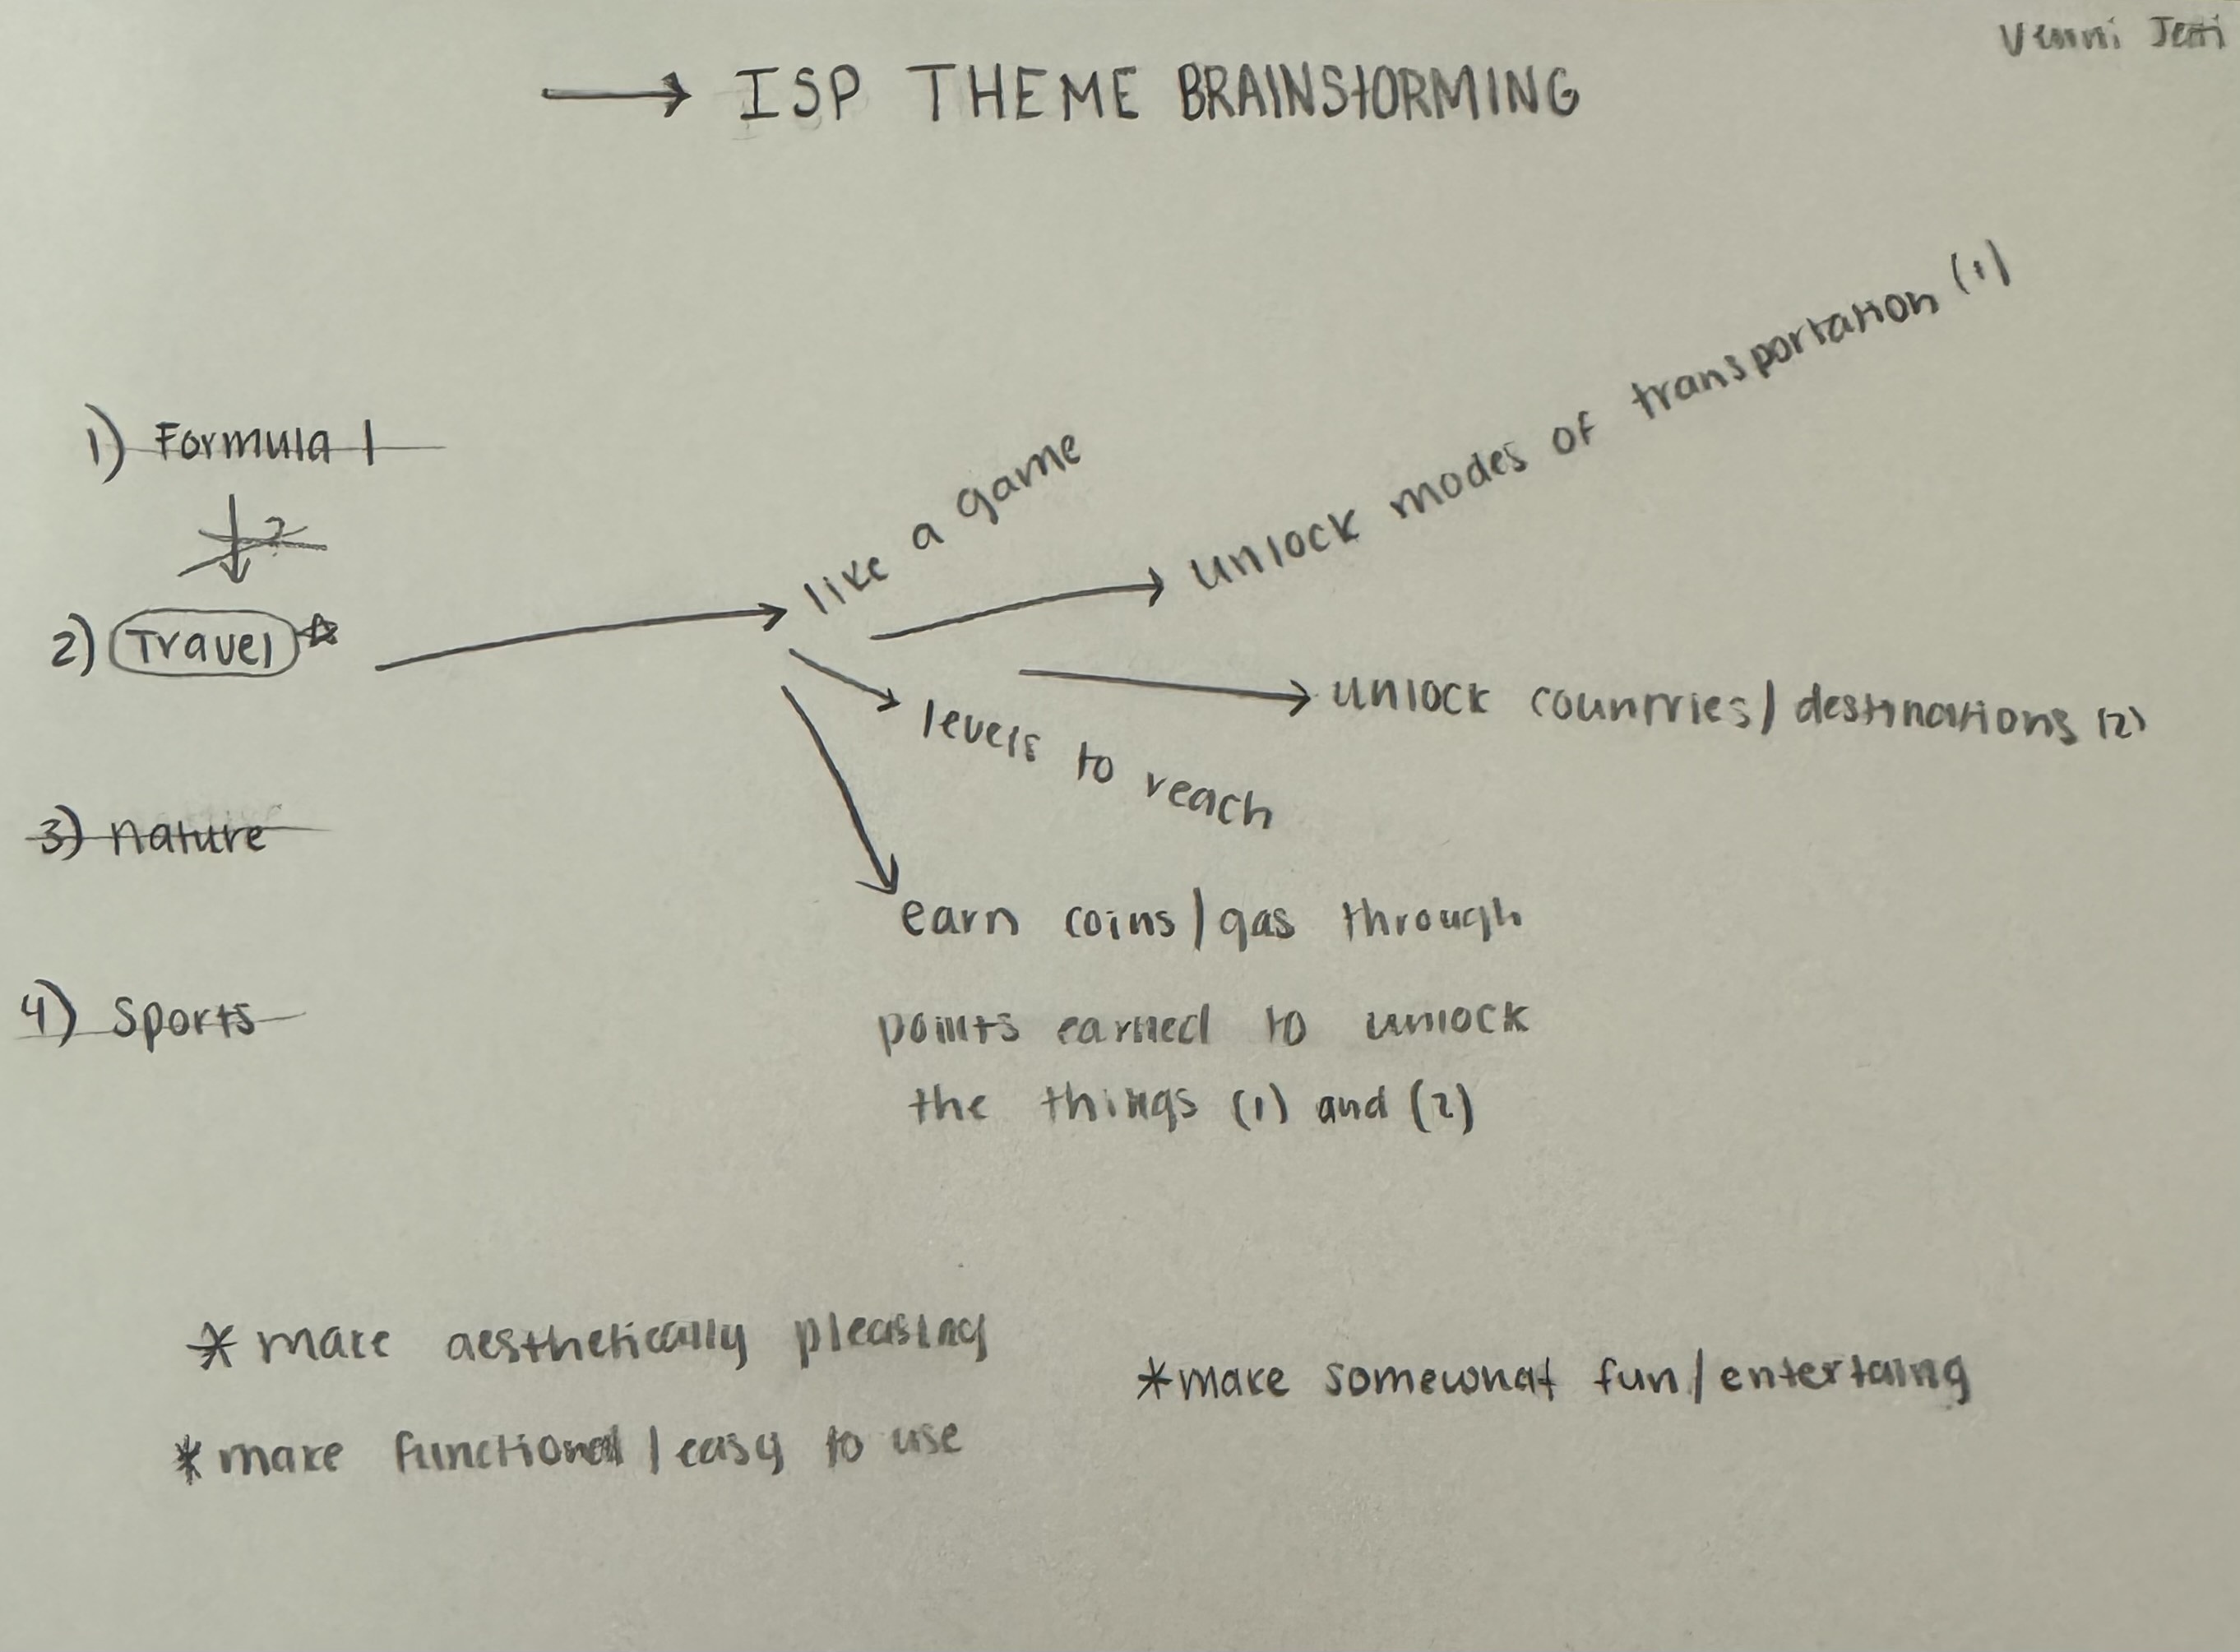 → ISP THEME BRAINSTORMING
1) Formula 1
?
2) Travel ☆
3) nature
4) Sports
like a game
unlock modes of transportation (1)
unlock countries/destinations (2)
levels to reach
earn coins/gas through
points earned to unlock
the things (1) and (2)
* make aesthetically pleasing
* make functional/easy to use
* make somewhat fun/entertaing